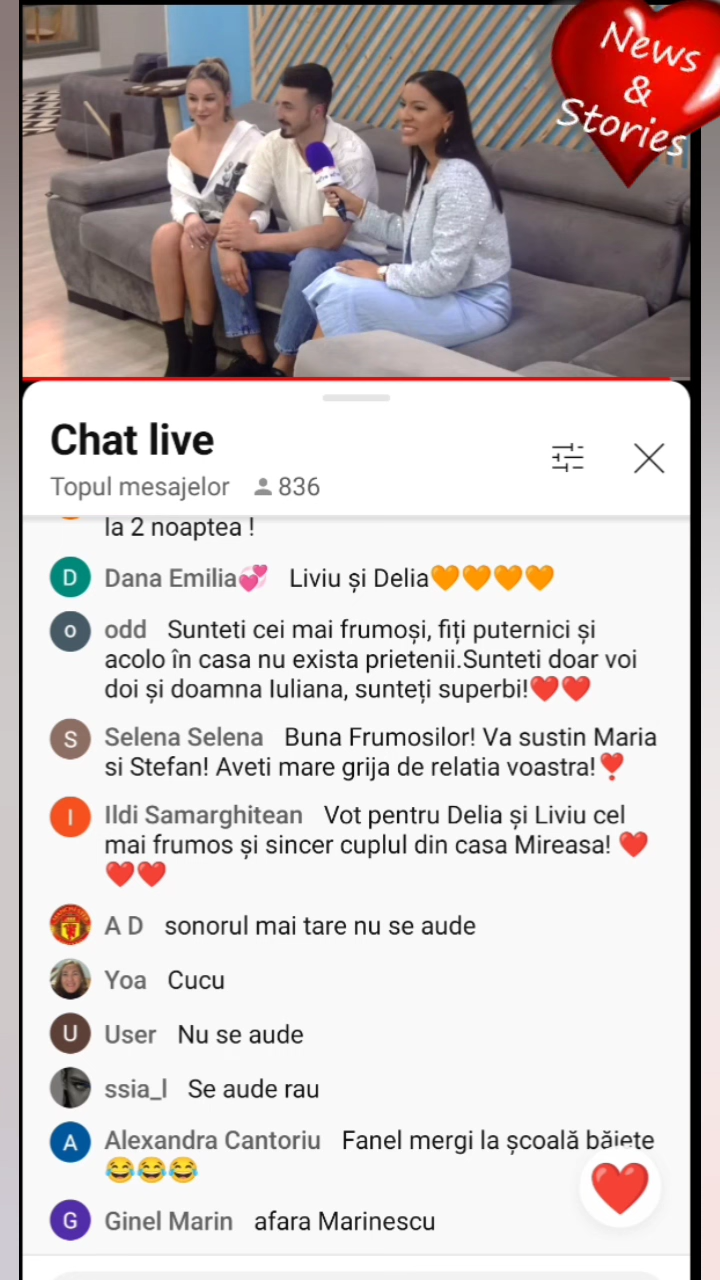 News
&
Stories
Chat live
Topul mesajelor 836
la 2 noaptea !
D Dana Emilia💞 Liviu și Delia🧡🧡🧡🧡
o odd Sunteti cei mai frumoși, fiți puternici și
acolo în casa nu exista prietenii.Sunteti doar voi
doi și doamna Iuliana, sunteți superbi!❤️❤️
S Selena Selena Buna Frumosilor! Va sustin Maria
si Stefan! Aveti mare grija de relatia voastra!❣️
I Ildi Samarghitean Vot pentru Delia și Liviu cel
mai frumos și sincer cuplul din casa Mireasa! ❤️
❤️❤️
A D sonorul mai tare nu se aude
Yoa Cucu
U User Nu se aude
ssia_l Se aude rau
A Alexandra Cantoriu Fanel mergi la școală băiete
😂😂😂
G Ginel Marin afara Marinescu